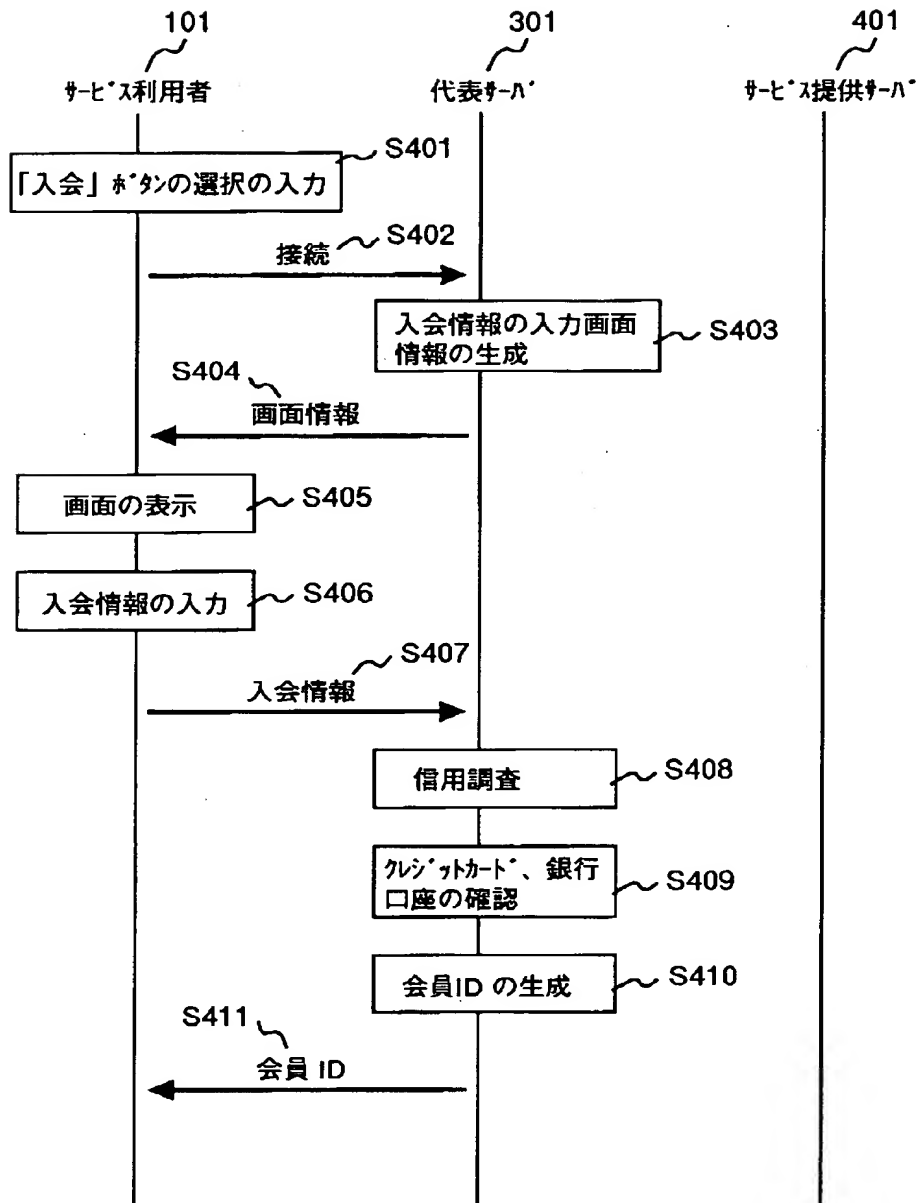 101
301
401
サービス利用者
代表サーバ
サービス提供サーバ
S401
「入会」ボタンの選択の入力
S402
接続
入会情報の入力画面
情報の生成
S403
S404
画面情報
画面の表示
S405
入会情報の入力
S406
S407
入会情報
信用調査
S408
クレジットカード、銀行
口座の確認
S409
会員ID の生成
S410
S411
会員 ID